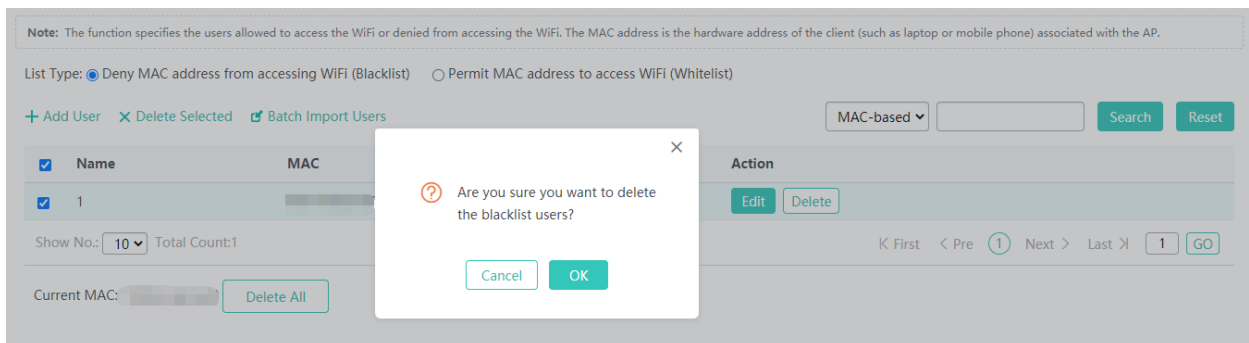 Note: The function specifies the users allowed to access the WiFi or denied from accessing the WiFi. The MAC address is the hardware address of the client (such as laptop or mobile phone) associated with the AP.
List Type: Deny MAC address from accessing WiFi (Blacklist) Permit MAC address to access WiFi (Whitelist)
Add User Delete Selected Batch Import Users MAC-based Search Reset
Name MAC Action
1 Edit Delete
Are you sure you want to delete
the blacklist users?
Cancel OK
Show No.: 10 Total Count:1 First Pre 1 Next Last 1 GO
Current MAC: Delete All